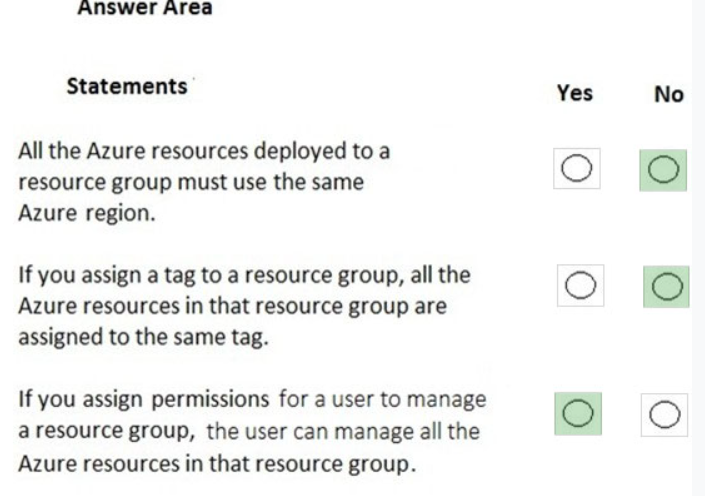 Answer Area
Statements
Yes No
All the Azure resources deployed to a
resource group must use the same
Azure region.
If you assign a tag to a resource group, all the
Azure resources in that resource group are
assigned to the same tag.
If you assign permissions for a user to manage
a resource group, the user can manage all the
Azure resources in that resource group.